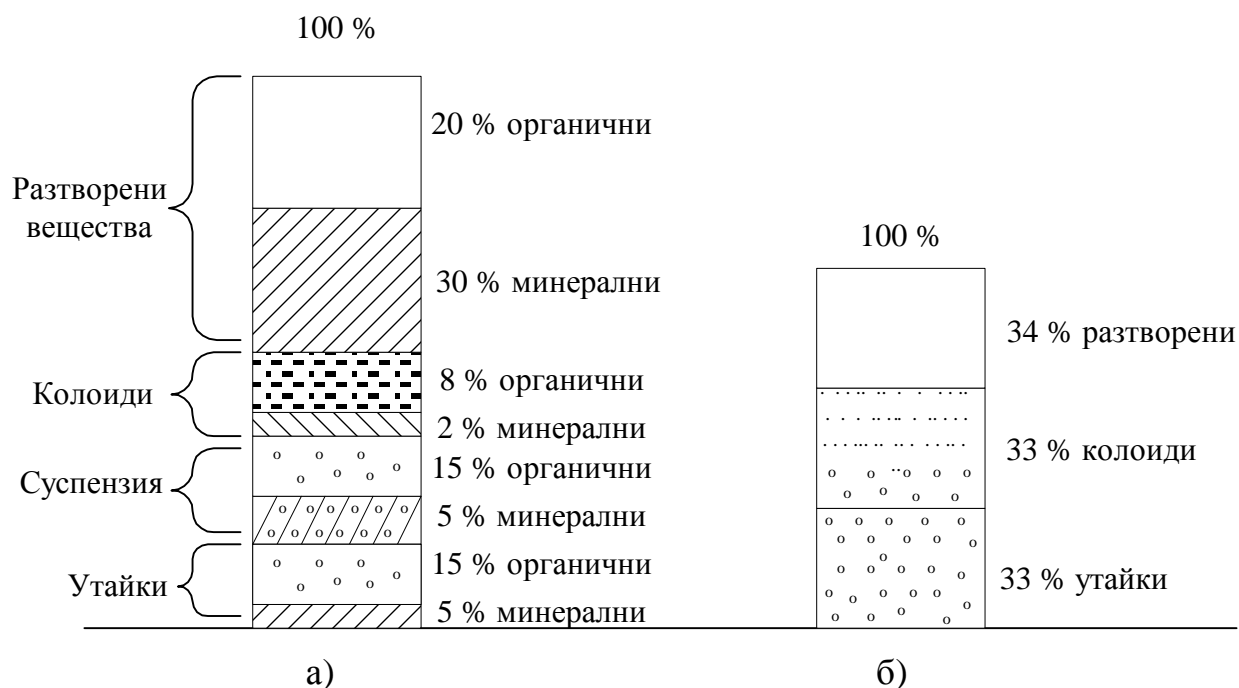 100 %
Разтворени
вещества
20 % органични
30 % минерални
Колоиди
8 % органични
2 % минерални
Суспензия
15 % органични
5 % минерални
Утайки
15 % органични
5 % минерални
а)
100 %
34 % разтворени
33 % колоиди
33 % утайки
б)